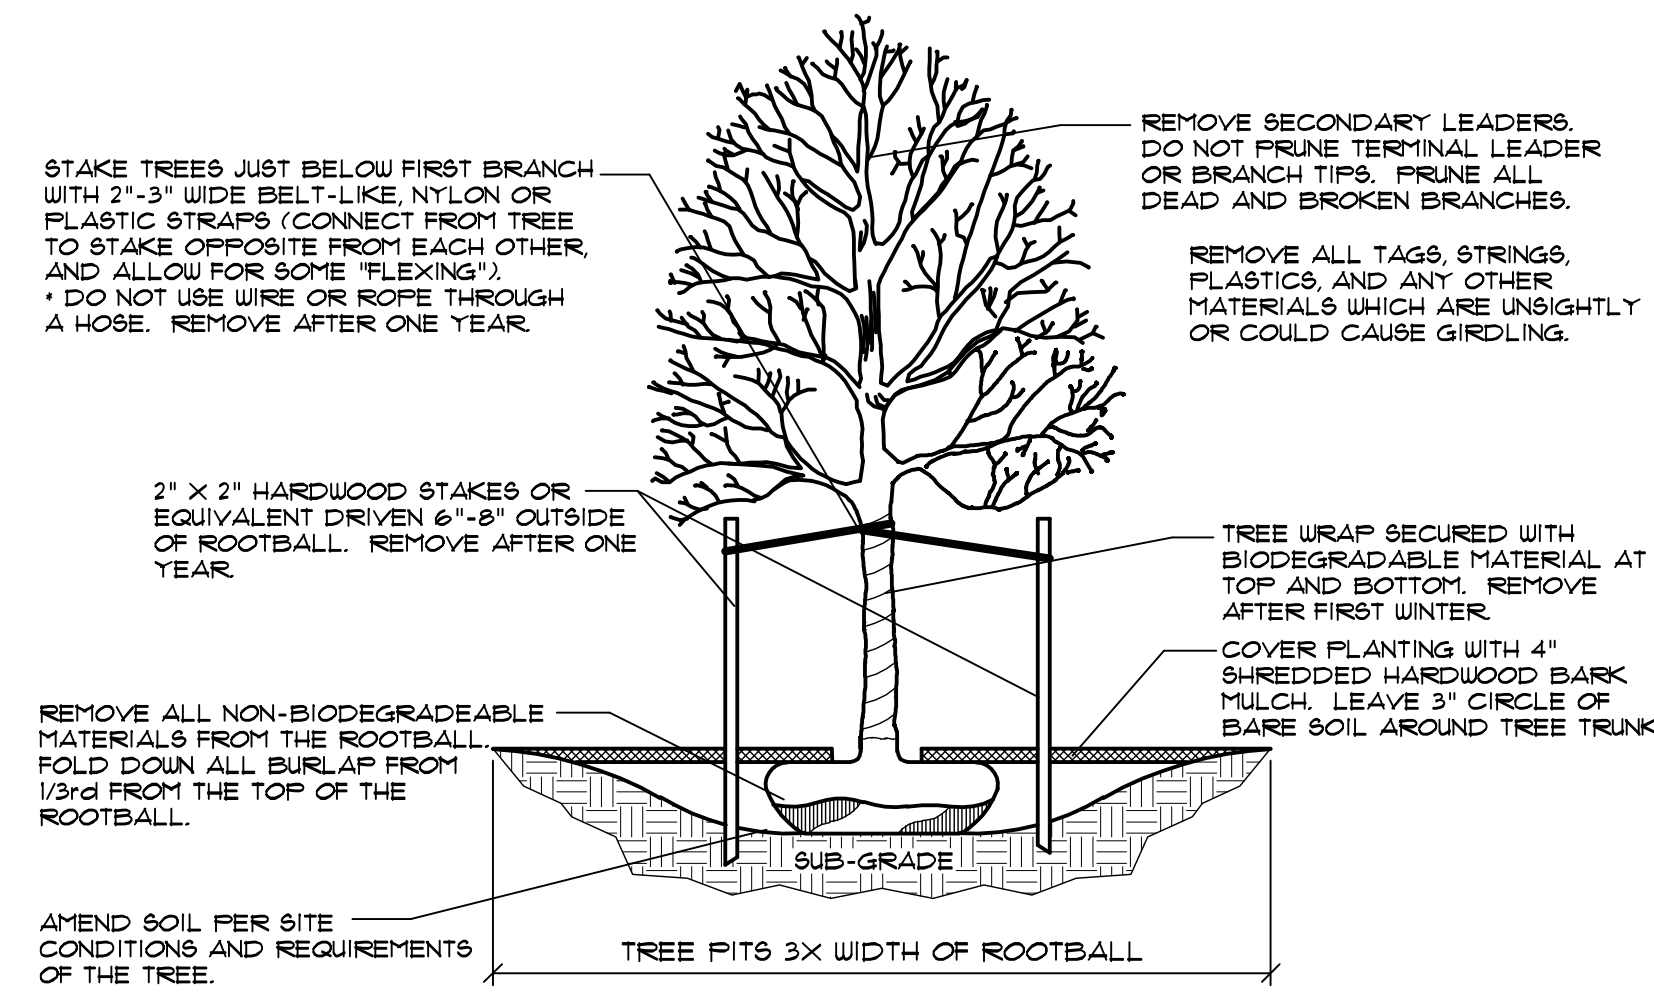 STAKE TREES JUST BELOW FIRST BRANCH
WITH 2"-3" WIDE BELT-LIKE, NYLON OR
PLASTIC STRAPS (CONNECT FROM TREE
TO STAKE OPPOSITE FROM EACH OTHER,
AND ALLOW FOR SOME "FLEXING").
* DO NOT USE WIRE OR ROPE THROUGH
A HOSE. REMOVE AFTER ONE YEAR.
2" X 2" HARDWOOD STAKES OR
EQUIVALENT DRIVEN 6"-8" OUTSIDE
OF ROOTBALL. REMOVE AFTER ONE
YEAR.
REMOVE ALL NON-BIODEGRADEABLE
MATERIALS FROM THE ROOTBALL.
FOLD DOWN ALL BURLAP FROM
1/3rd FROM THE TOP OF THE
ROOTBALL.
AMEND SOIL PER SITE
CONDITIONS AND REQUIREMENTS
OF THE TREE.
REMOVE SECONDARY LEADERS.
DO NOT PRUNE TERMINAL LEADER
OR BRANCH TIPS. PRUNE ALL
DEAD AND BROKEN BRANCHES.
REMOVE ALL TAGS, STRINGS,
PLASTICS, AND ANY OTHER
MATERIALS WHICH ARE UNSIGHTLY
OR COULD CAUSE GIRDLING.
TREE WRAP SECURED WITH
BIODEGRADABLE MATERIAL AT
TOP AND BOTTOM. REMOVE
AFTER FIRST WINTER.
COVER PLANTING WITH 4"
SHREDDED HARDWOOD BARK
MULCH. LEAVE 3" CIRCLE OF
BARE SOIL AROUND TREE TRUNK
SUB-GRADE
TREE PITS 3X WIDTH OF ROOTBALL